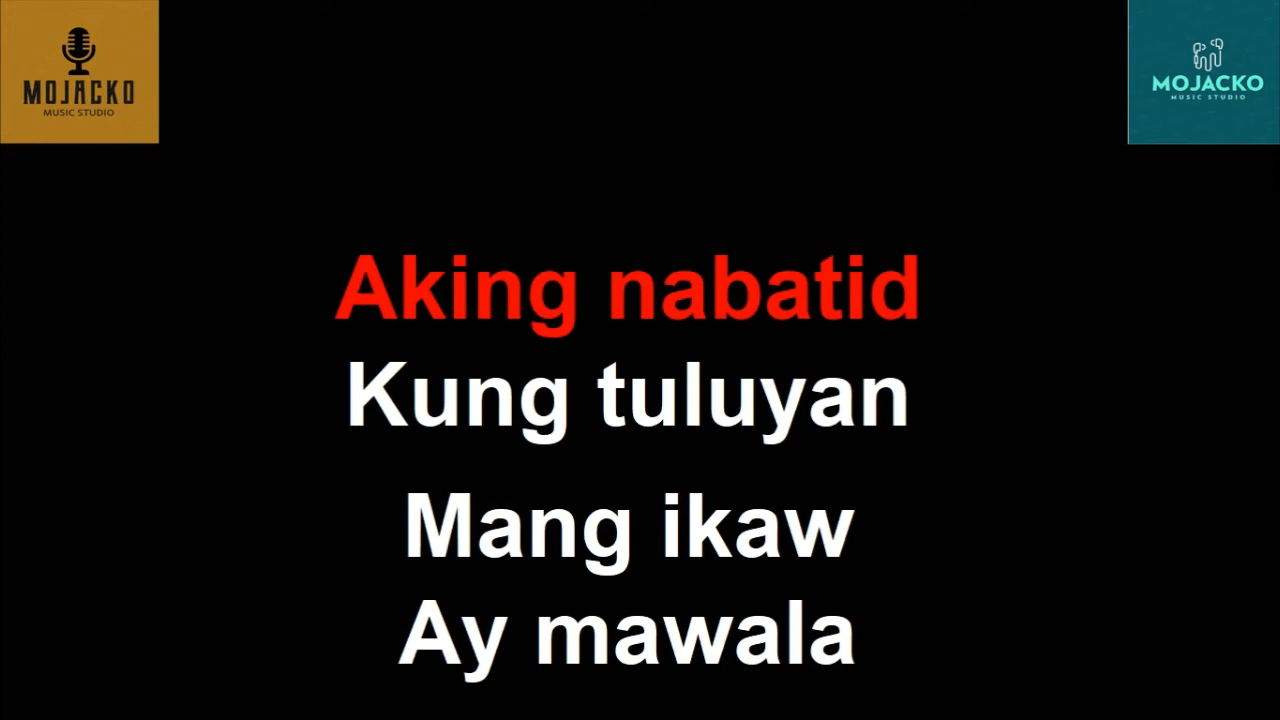 MOJACKO
MUSIC STUDIO
MOJACKO
MUSIC STUDIO
Aking nabatid
Kung tuluyan
Mang ikaw
Ay mawala